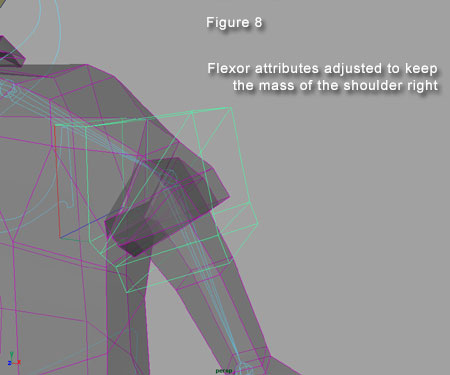 Figure 8
Flexor attributes adjusted to keep
the mass of the shoulder right
persp